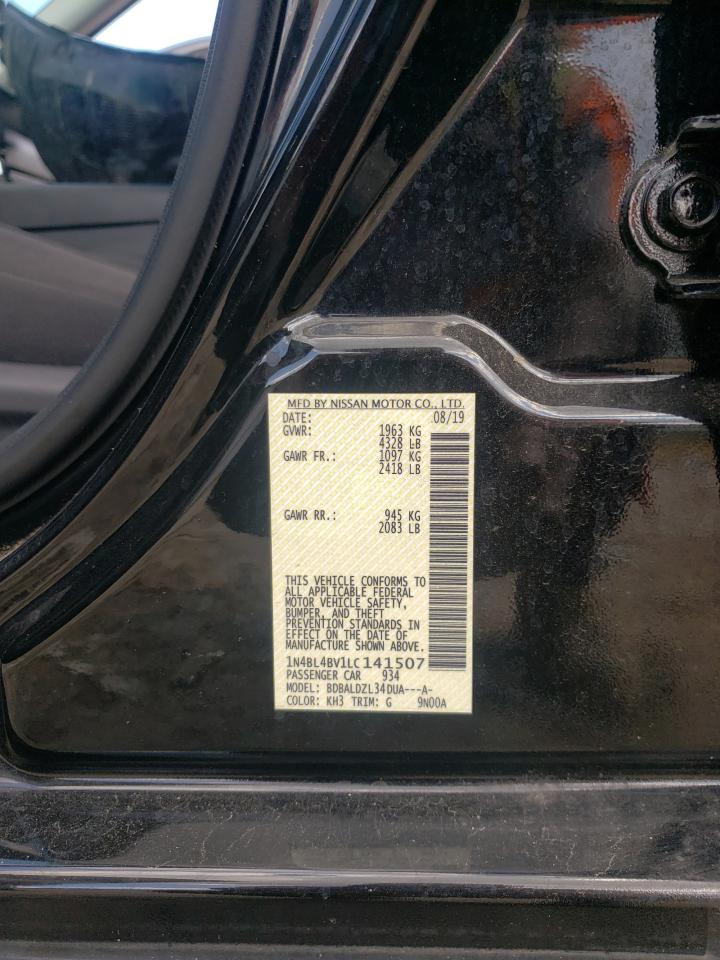 MFD BY NISSAN MOTOR CO., LTD.
DATE: 08/19
GVWR: 1963 KG
4328 LB
GAWR FR.: 1097 KG
2418 LB
GAWR RR.: 945 KG
2083 LB
THIS VEHICLE CONFORMS TO
ALL APPLICABLE FEDERAL
MOTOR VEHICLE SAFETY,
BUMPER, AND THEFT
PREVENTION STANDARDS IN
EFFECT ON THE DATE OF
MANUFACTURE SHOWN ABOVE.
1N4BL4BV1LC141507
PASSENGER CAR 934
MODEL: BDBALDZL34DUA---A-
COLOR: KH3 TRIM: G 9N00A